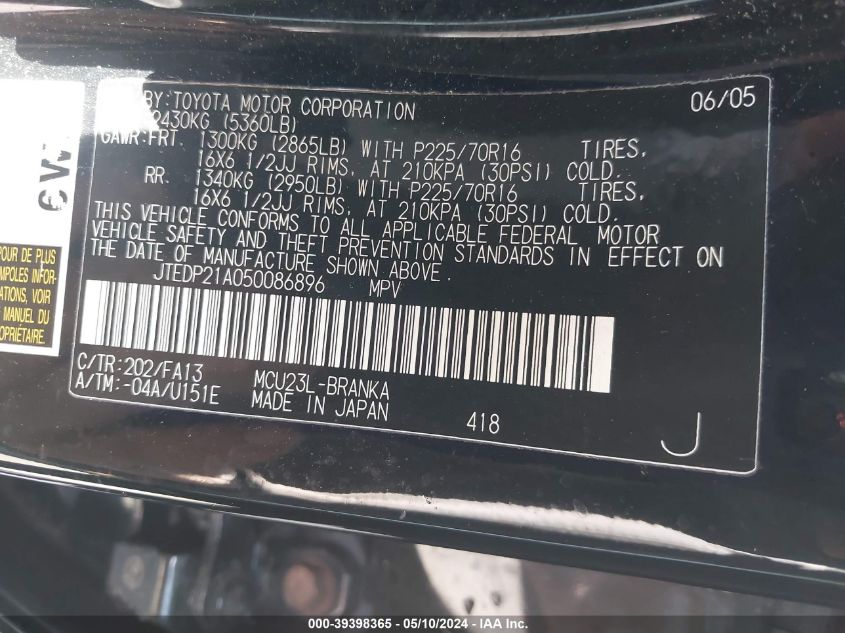 BY:TOYOTA MOTOR CORPORATION 06/05
2430KG (5360LB)
GAWR:FRT. 1300KG (2865LB) WITH P225/70R16 TIRES,
16X6 1/2JJ RIMS, AT 210KPA (30PSI) COLD.
RR. 1340KG (2950LB) WITH P225/70R16 TIRES,
16X6 1/2JJ RIMS, AT 210KPA (30PSI) COLD.
THIS VEHICLE CONFORMS TO ALL APPLICABLE FEDERAL MOTOR
VEHICLE SAFETY AND THEFT PREVENTION STANDARDS IN EFFECT ON
THE DATE OF MANUFACTURE SHOWN ABOVE.
JTEDP21A050086896 MPV
C/TR:202/FA13 MCU23L-BRANKA
A/TM:-04A/U151E MADE IN JAPAN 418 J
POUR DE PLUS
MPOLES INFOR-
ATIONS, VOIR
MANUEL DU
OPRIÉTAIRE.
000-39398365 - 05/10/2024 - IAA Inc.